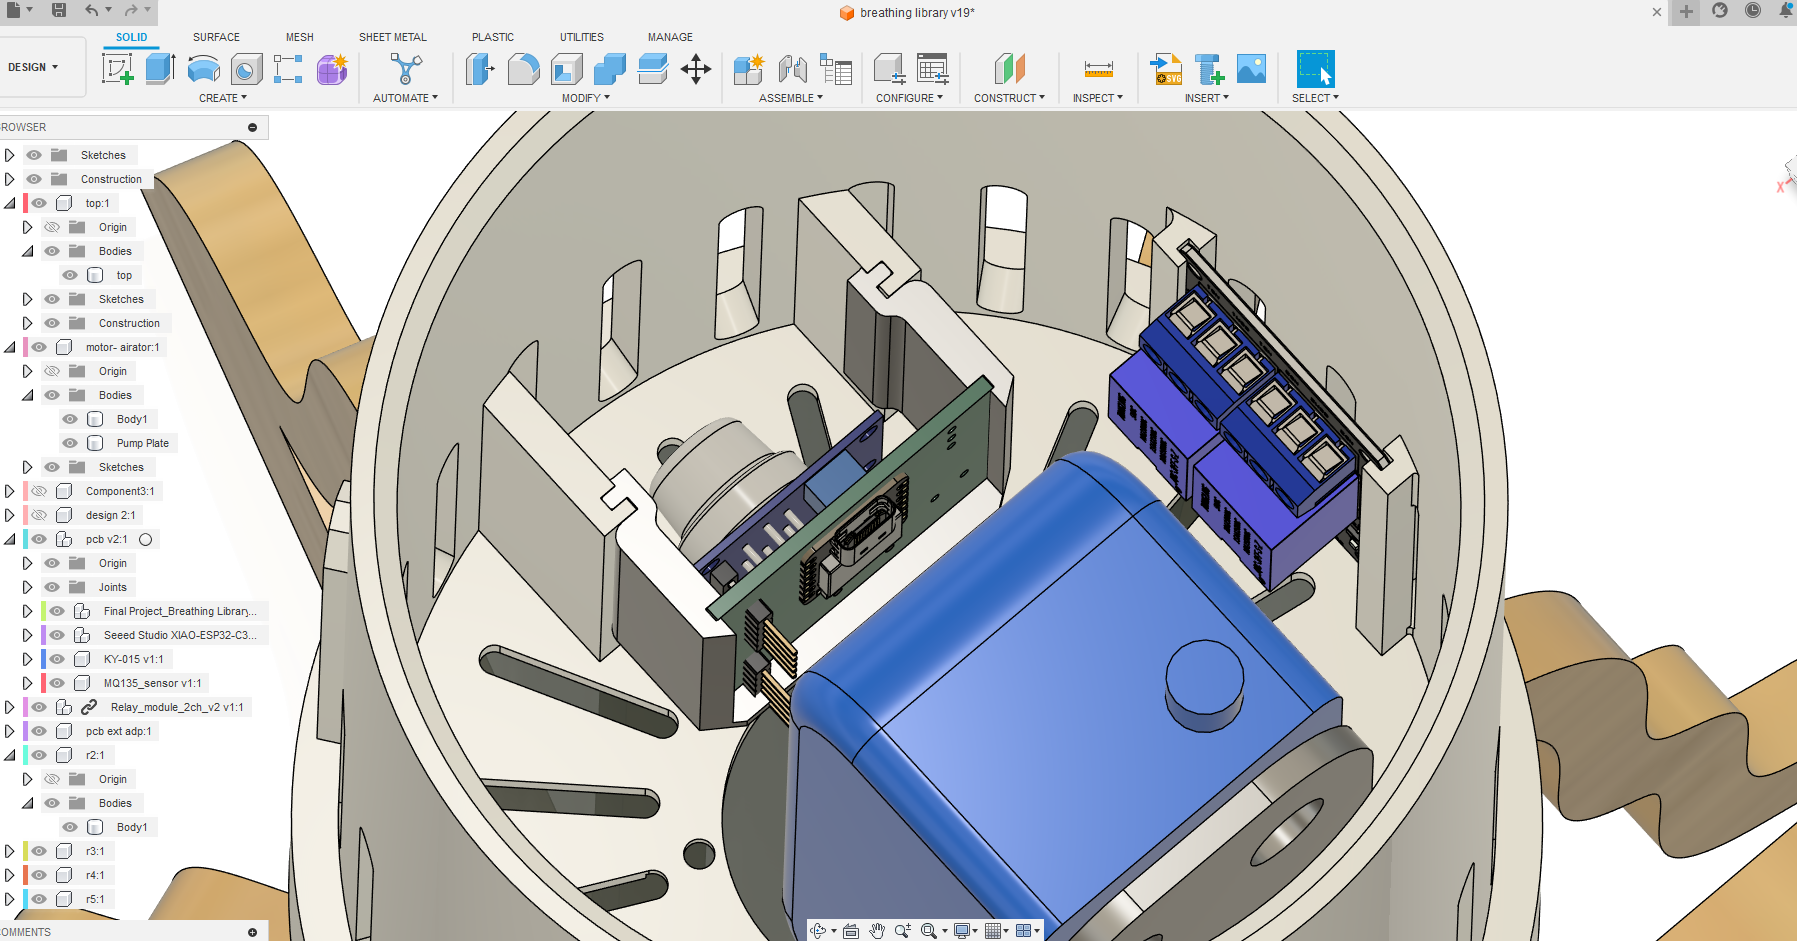 breathing library v19*
SOLID SURFACE MESH SHEET METAL PLASTIC UTILITIES MANAGE
DESIGN
CREATE AUTOMATE MODIFY ASSEMBLE CONFIGURE CONSTRUCT INSPECT INSERT SELECT
SVG
ROWSER
Sketches
Construction
top:1
Origin
Bodies
top
Sketches
Construction
motor- airator:1
Origin
Bodies
Body1
Pump Plate
Sketches
Component3:1
design 2:1
pcb v2:1
Origin
Joints
Final Project_Breathing Library...
Seeed Studio XIAO-ESP32-C3...
KY-015 v1:1
MQ135_sensor v1:1
Relay_module_2ch_v2 v1:1
pcb ext adp:1
r2:1
Origin
Bodies
Body1
r3:1
r4:1
r5:1
OMMENTS
X